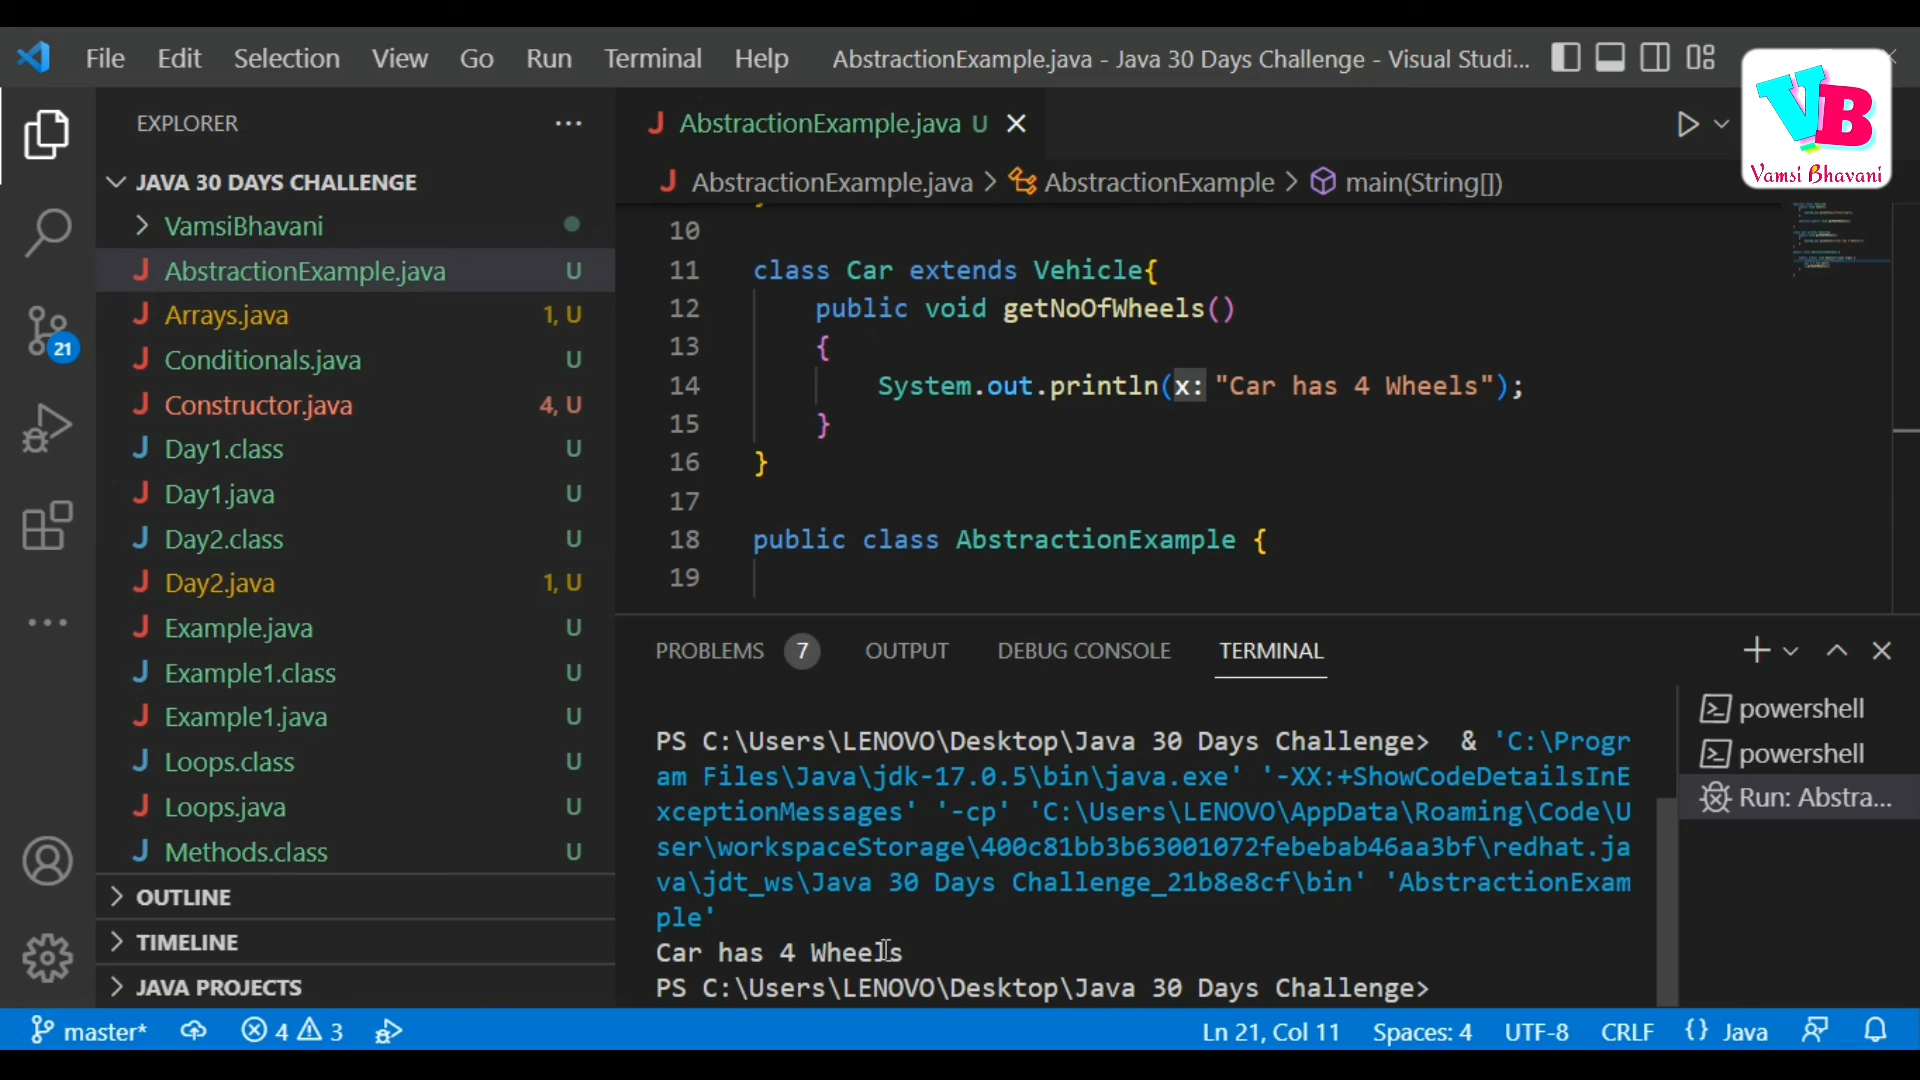 File Edit Selection View Go Run Terminal Help AbstractionExample.java - Java 30 Days Challenge - Visual Studi...
VB
Vamsi Bhavani
EXPLORER
JAVA 30 DAYS CHALLENGE
VamsiBhavani
AbstractionExample.java U
Arrays.java 1, U
Conditionals.java U
Constructor.java 4, U
Day1.class U
Day1.java U
Day2.class U
Day2.java 1, U
Example.java U
Example1.class U
Example1.java U
Loops.class U
Loops.java U
Methods.class U
OUTLINE
TIMELINE
JAVA PROJECTS
21
AbstractionExample.java U
AbstractionExample.java > AbstractionExample > main(String[])
10
11 class Car extends Vehicle{
12 public void getNoOfWheels()
13 {
14 System.out.println(x: "Car has 4 Wheels");
15 }
16 }
17
18 public class AbstractionExample {
19
PROBLEMS 7 OUTPUT DEBUG CONSOLE TERMINAL
PS C:\Users\LENOVO\Desktop\Java 30 Days Challenge> & 'C:\Progr
am Files\Java\jdk-17.0.5\bin\java.exe' '-XX:+ShowCodeDetailsInE
xceptionMessages' '-cp' 'C:\Users\LENOVO\AppData\Roaming\Code\U
ser\workspaceStorage\400c81bb3b63001072febebab46aa3bf\redhat.ja
va\jdt_ws\Java 30 Days Challenge_21b8e8cf\bin' 'AbstractionExam
ple'
Car has 4 Wheels
PS C:\Users\LENOVO\Desktop\Java 30 Days Challenge>
powershell
powershell
Run: Abstra...
master* 4 3 Ln 21, Col 11 Spaces: 4 UTF-8 CRLF {} Java